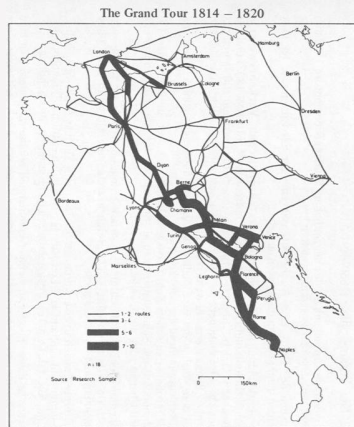 The Grand Tour 1814 – 1820
Hamburg
London
Amsterdam
Berlin
Brussels
Cologne
Dresden
Paris
Frankfurt
Vienna
Dijon
Berne
Bordeaux
Lyons
Chamonix
Milan
Verona
Venice
Turin
Genoa
Bologna
Marseilles
Leghorn
Florence
Perugia
Rome
Naples
1-2 routes
3-4
5-6
7-10
n=18
Source Research Sample
0 150km